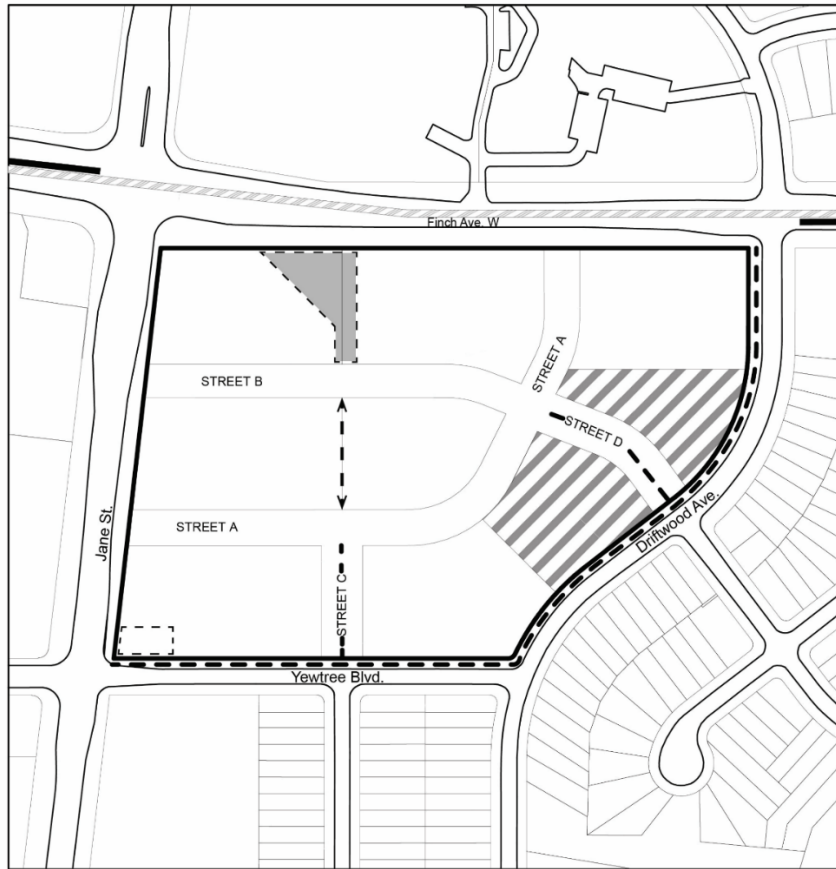 Finch Ave. W
STREET A
STREET B
STREET D
Jane St.
STREET A
Driftwood Ave.
STREET C
Yewtree Blvd.